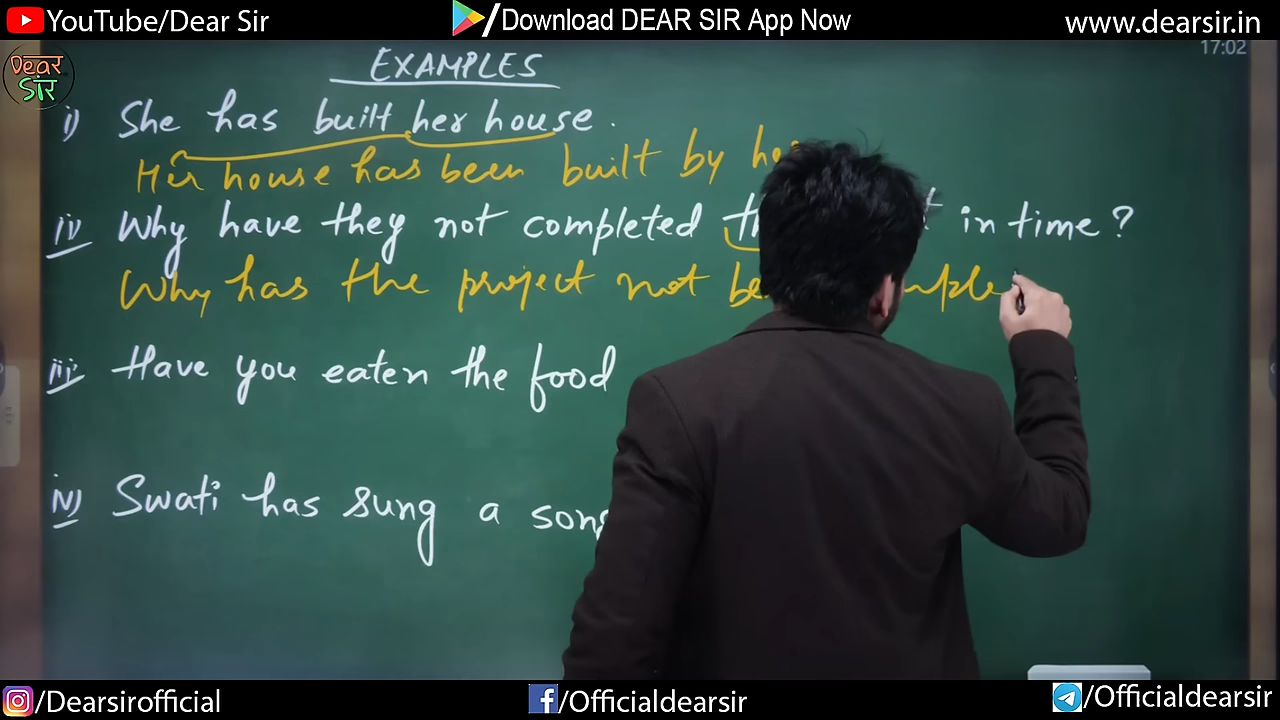 YouTube/Dear Sir
/Download DEAR SIR App Now
www.dearsir.in
17:02
Dear
Sir
EXAMPLES
i) She has built her house.
Her house has been built by
iv Why have they not completed in time?
Why has the project not
iii Have you eaten the food
iv) Swati has sung a song
/Dearsirofficial
/Officialdearsir
/Officialdearsir